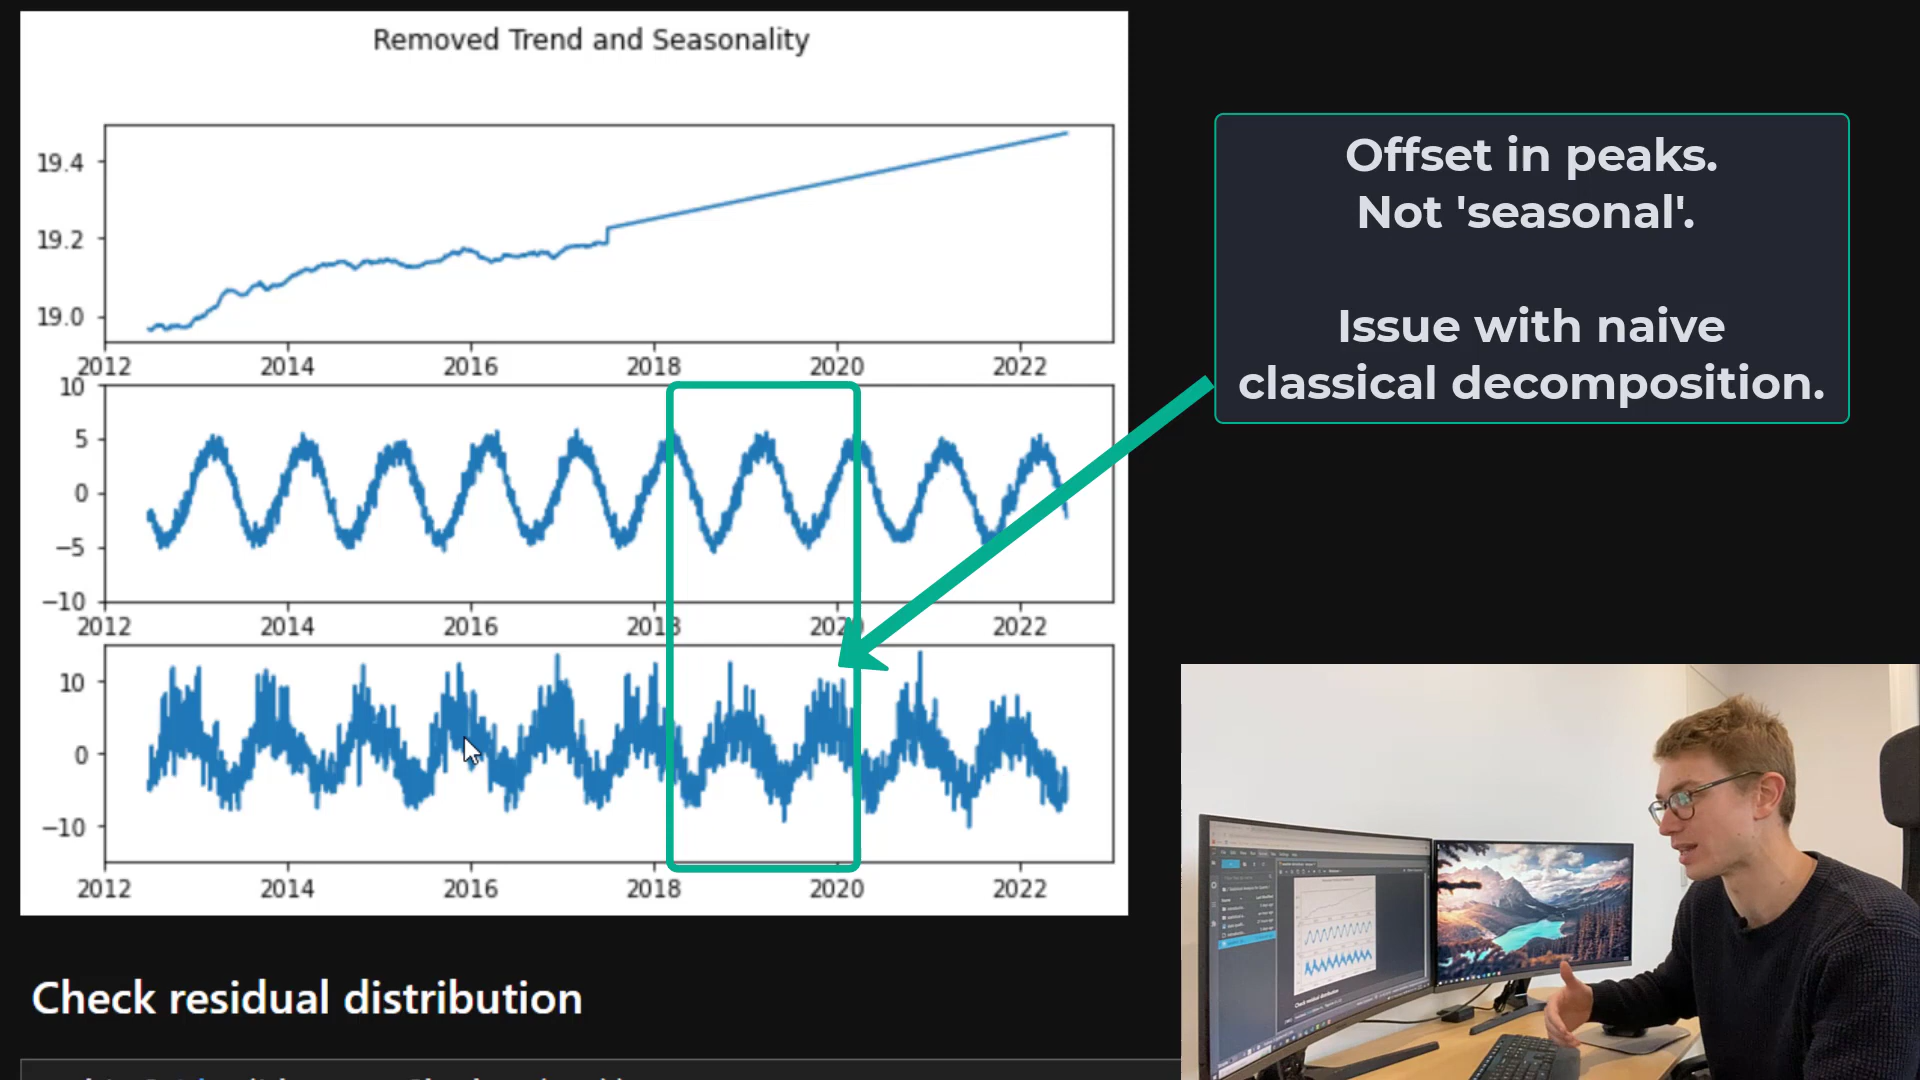 Removed Trend and Seasonality
19.4
19.2
19.0
2012 2014 2016 2018 2020 2022
10
5
0
−5
−10
2012 2014 2016 2018 2020 2022
10
0
−10
2012 2014 2016 2018 2020 2022
Offset in peaks.
Not 'seasonal'.
Issue with naive
classical decomposition.
Check residual distribution